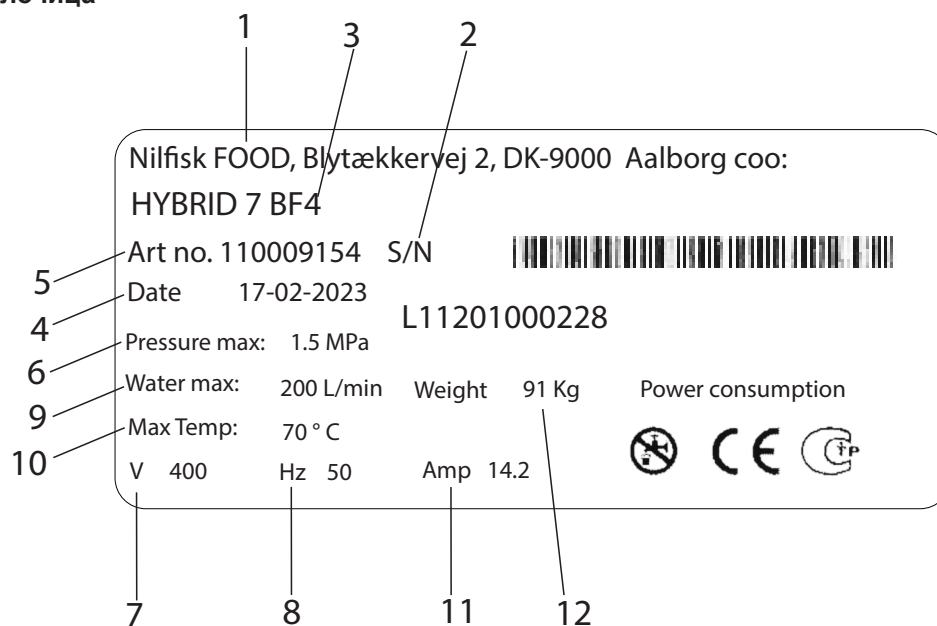 1 3 2
Nilfisk FOOD, Blytækkervej 2, DK-9000 Aalborg coo:
HYBRID 7 BF4
5 Art no. 110009154 S/N
4 Date 17-02-2023
L11201000228
6 Pressure max: 1.5 MPa
9 Water max: 200 L/min Weight 91 Kg Power consumption
10 Max Temp: 70 ° C
V 400 Hz 50 Amp 14.2
CE
7 8 11 12